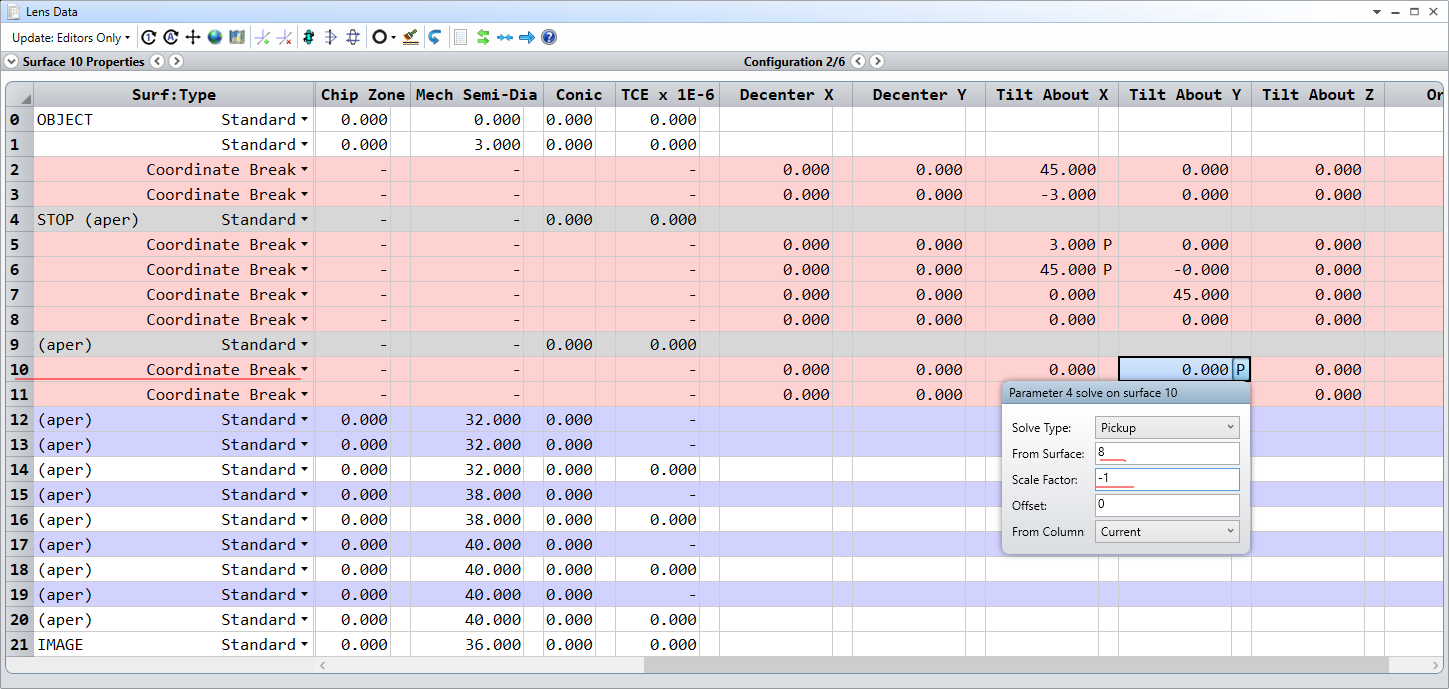 Lens Data
Update: Editors Only
Surface 10 Properties Configuration 2/6
Surf:Type Chip Zone Mech Semi-Dia Conic TCE x 1E-6 Decenter X Decenter Y Tilt About X Tilt About Y Tilt About Z Or
0 OBJECT Standard 0.000 0.000 0.000 0.000
1 Standard 0.000 3.000 0.000 0.000
2 Coordinate Break - - - 0.000 0.000 45.000 0.000 0.000
3 Coordinate Break - - - 0.000 0.000 -3.000 0.000 0.000
4 STOP (aper) Standard - - 0.000 0.000
5 Coordinate Break - - - 0.000 0.000 3.000 P 0.000 0.000
6 Coordinate Break - - - 0.000 0.000 45.000 P -0.000 0.000
7 Coordinate Break - - - 0.000 0.000 0.000 45.000 0.000
8 Coordinate Break - - - 0.000 0.000 0.000 0.000 0.000
9 (aper) Standard - - 0.000 0.000
10 Coordinate Break - - - 0.000 0.000 0.000 0.000 P 0.000
11 Coordinate Break - - - 0.000 0.000 0.000
12 (aper) Standard 0.000 32.000 0.000 -
13 (aper) Standard 0.000 32.000 0.000 -
14 (aper) Standard 0.000 32.000 0.000 0.000
15 (aper) Standard 0.000 38.000 0.000 -
16 (aper) Standard 0.000 38.000 0.000 0.000
17 (aper) Standard 0.000 40.000 0.000 -
18 (aper) Standard 0.000 40.000 0.000 0.000
19 (aper) Standard 0.000 40.000 0.000 -
20 (aper) Standard 0.000 40.000 0.000 0.000
21 IMAGE Standard 0.000 36.000 0.000 0.000
Parameter 4 solve on surface 10
Solve Type: Pickup
From Surface: 8
Scale Factor: -1
Offset: 0
From Column Current